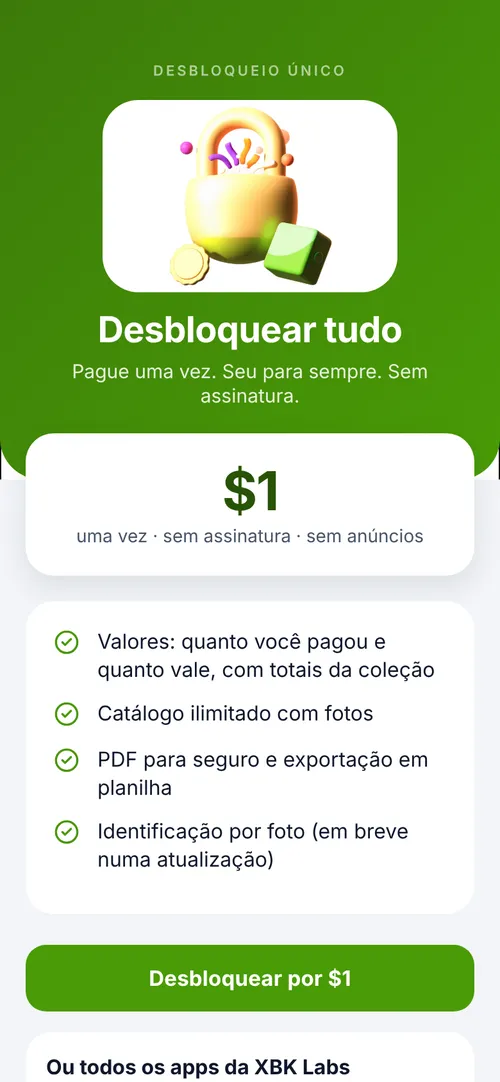 DESBLOQUEIO ÚNICO
Desbloquear tudo
Pague uma vez. Seu para sempre. Sem
assinatura.
$1
uma vez · sem assinatura · sem anúncios
Valores: quanto você pagou e
quanto vale, com totais da coleção
Catálogo ilimitado com fotos
PDF para seguro e exportação em
planilha
Identificação por foto (em breve
numa atualização)
Desbloquear por $1
Ou todos os apps da XBK Labs